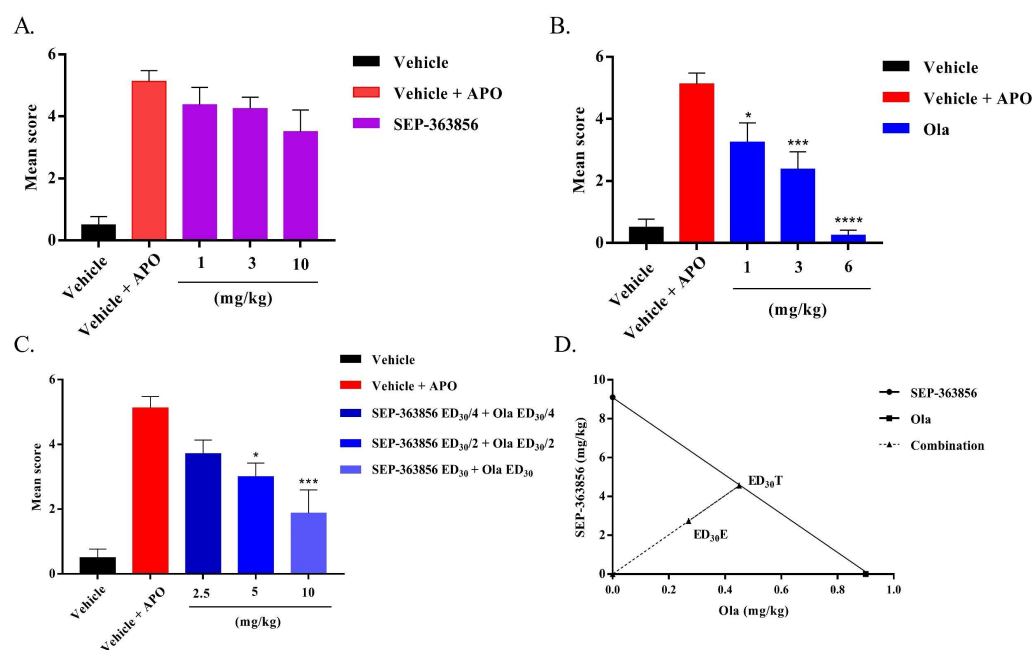 A.
Mean score
6
4
2
0
Vehicle
Vehicle + APO
1
3
10
(mg/kg)
Vehicle
Vehicle + APO
SEP-363856
B.
Mean score
6
4
2
0
*
***
****
Vehicle
Vehicle + APO
1
3
6
(mg/kg)
Vehicle
Vehicle + APO
Ola
C.
Mean score
6
4
2
0
*
***
Vehicle
Vehicle + APO
2.5
5
10
(mg/kg)
Vehicle
Vehicle + APO
SEP-363856 ED30/4 + Ola ED30/4
SEP-363856 ED30/2 + Ola ED30/2
SEP-363856 ED30 + Ola ED30
D.
SEP-363856 (mg/kg)
10
8
6
4
2
0
ED30T
ED30E
0.0
0.2
0.4
0.6
0.8
1.0
Ola (mg/kg)
SEP-363856
Ola
Combination